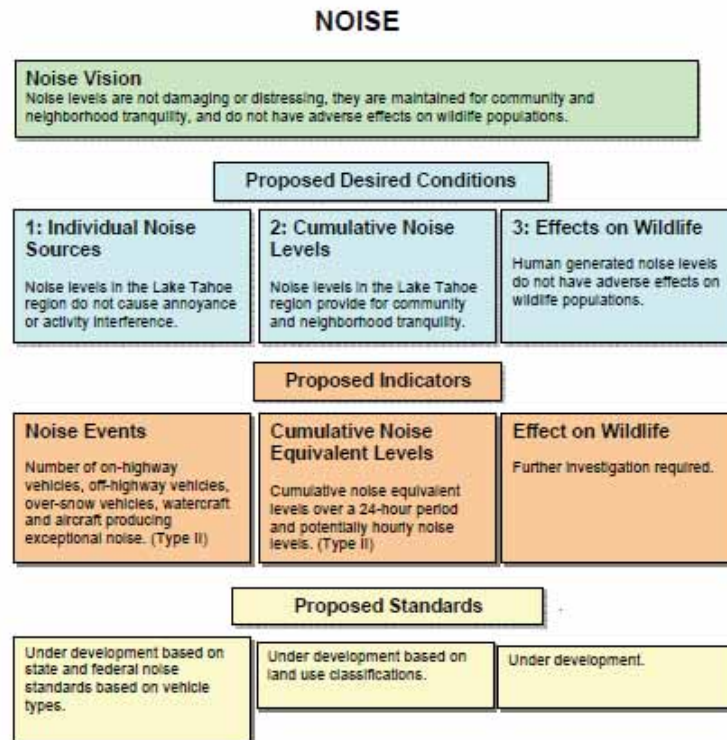 NOISE
Noise Vision
Noise levels are not damaging or distressing, they are maintained for community and
neighborhood tranquility, and do not have adverse effects on wildlife populations.
Proposed Desired Conditions
1: Individual Noise
Sources
Noise levels in the Lake Tahoe
region do not cause annoyance
or activity interference.
2: Cumulative Noise
Levels
Noise levels in the Lake Tahoe
region provide for community
and neighborhood tranquility.
3: Effects on Wildlife
Human generated noise levels
do not have adverse effects on
wildlife populations.
Proposed Indicators
Noise Events
Number of on-highway
vehicles, off-highway vehicles,
over-snow vehicles, watercraft
and aircraft producing
exceptional noise. (Type II)
Cumulative Noise
Equivalent Levels
Cumulative noise equivalent
levels over a 24-hour period
and potentially hourly noise
levels. (Type II)
Effect on Wildlife
Further investigation required.
Proposed Standards
Under development based on
state and federal noise
standards based on vehicle
types.
Under development based on
land use classifications.
Under development.